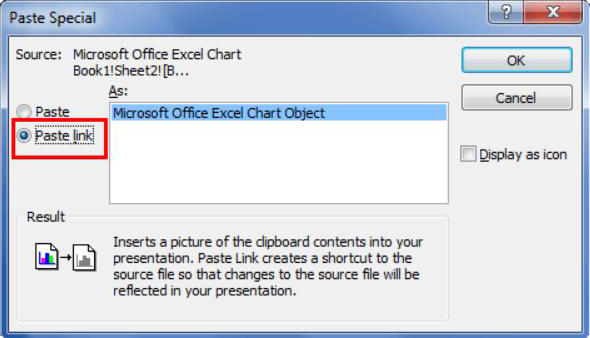 Paste Special
Source: Microsoft Office Excel Chart
Book1!Sheet2![B...
OK
As:
Cancel
Paste
Microsoft Office Excel Chart Object
Paste link
Display as icon
Result
Inserts a picture of the clipboard contents into your
presentation. Paste Link creates a shortcut to the
source file so that changes to the source file will be
reflected in your presentation.